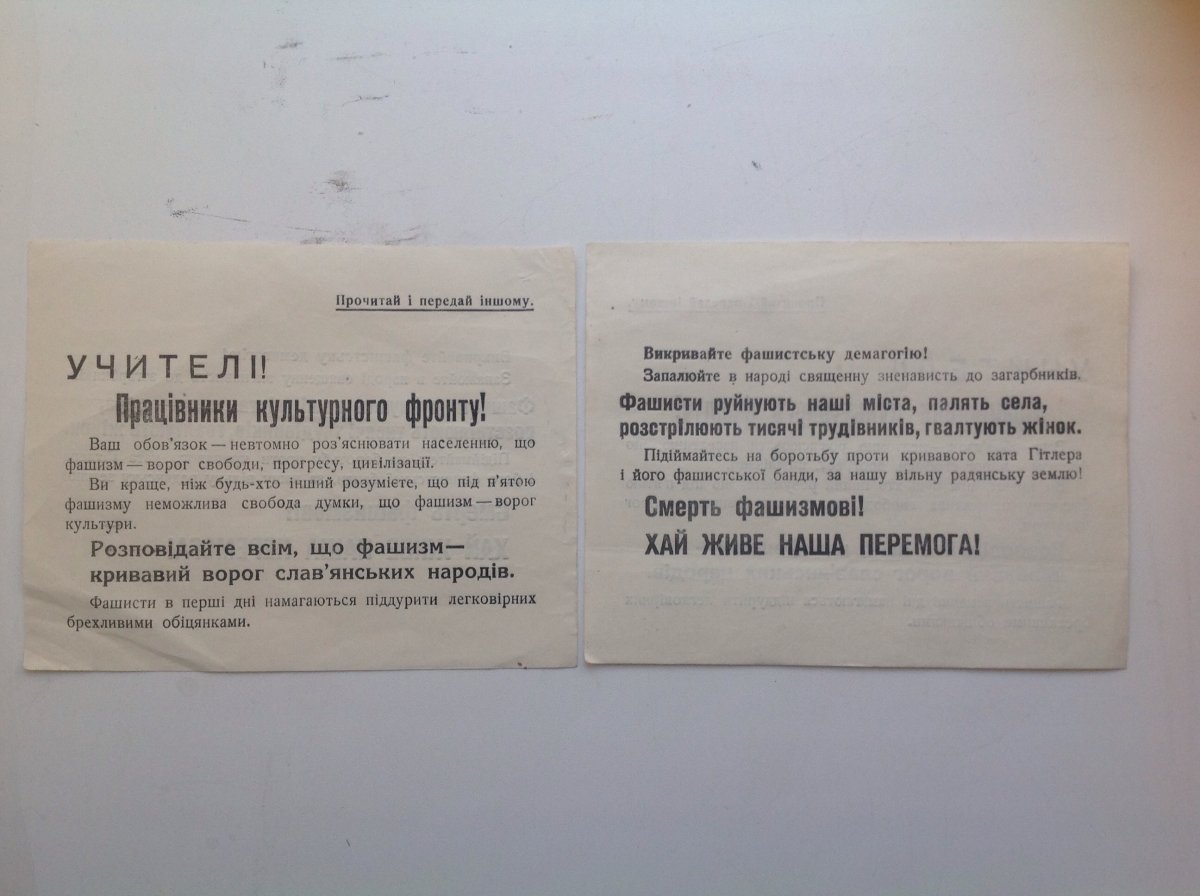 Прочитай і передай іншому.
УЧИТЕЛІ!
Працівники культурного фронту!
Ваш обов'язок — невтомно роз'яснювати населенню, що
фашизм — ворог свободи, прогресу, цивілізації.
Ви краще, ніж будь-хто інший розумієте, що під п'ятою
фашизму неможлива свобода думки, що фашизм — ворог
культури.
Розповідайте всім, що фашизм—
кривавий ворог слав'янських народів.
Фашисти в перші дні намагаються піддурити легковірних
брехливими обіцянками.
Викривайте фашистську демагогію!
Запалюйте в народі священну зненависть до загарбників.
Фашисти руйнують наші міста, палять села,
розстрілюють тисячі трудівників, гвалтують жінок.
Підіймайтесь на боротьбу проти кривавого ката Гітлера
і його фашистської банди, за нашу вільну радянську землю!
Смерть фашизмові!
ХАЙ ЖИВЕ НАША ПЕРЕМОГА!